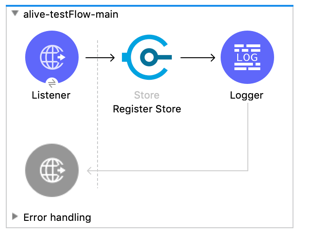 alive-testFlow-main
LOG
Listener
Store
Logger
Register Store
Error handling